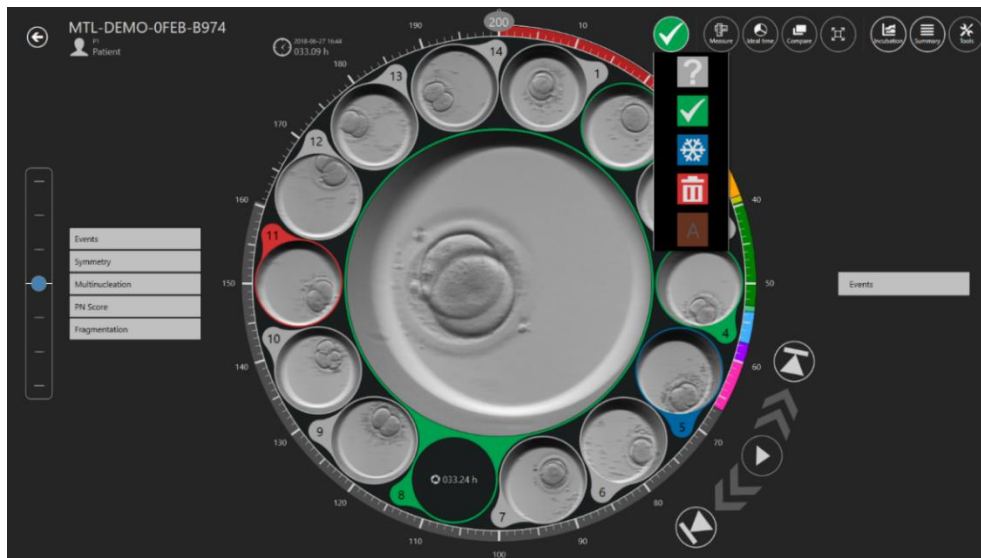 MTL-DEMO-0FEB-B974
P1
Patient
2018-06-27 16:44
033.09 h
Measure
Ideal time
Compare
Incubation
Summary
Tools
?
A
Events
Symmetry
Multinucleation
PN Score
Fragmentation
Events
200
10
40
50
60
70
80
90
100
110
120
130
140
150
160
170
180
190
1
4
5
6
7
8
9
10
11
12
13
14
033.24 h